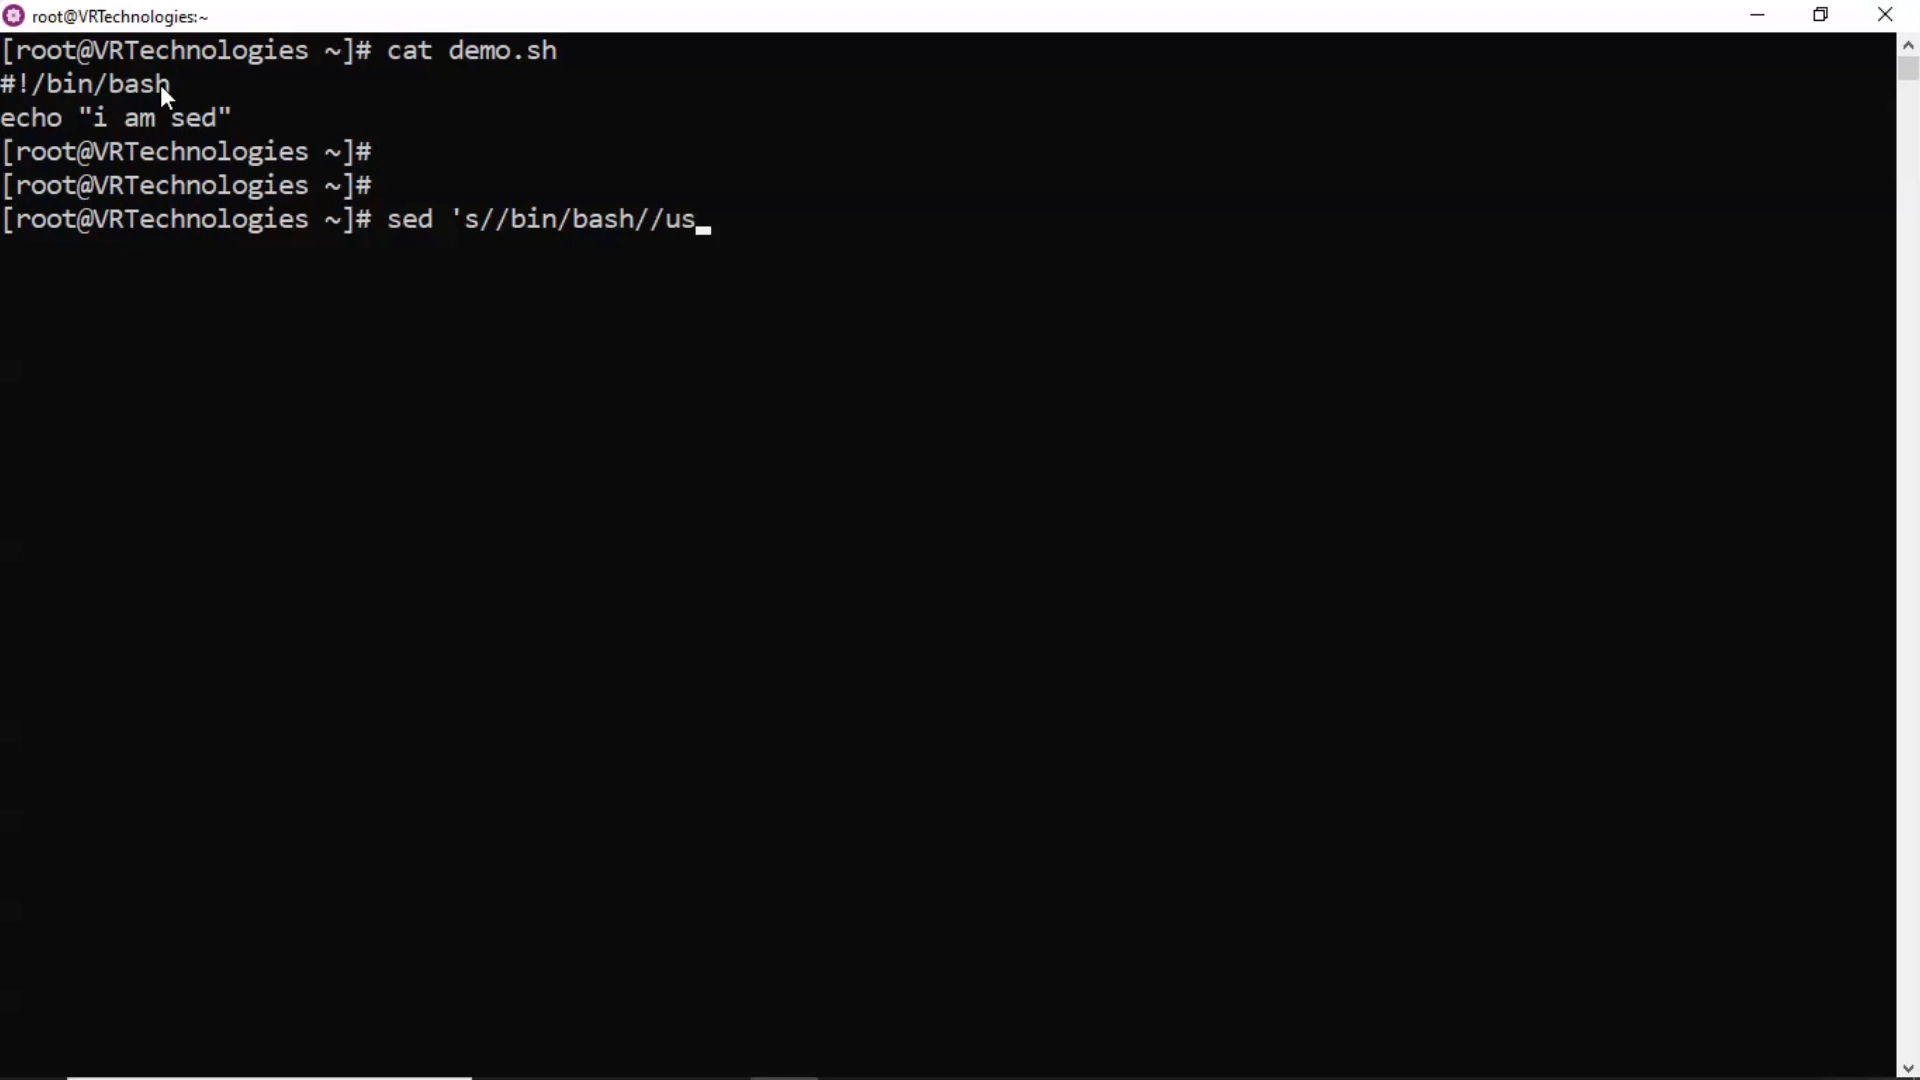 root@VRTechnologies:~
[root@VRTechnologies ~]# cat demo.sh
#!/bin/bash
echo "i am sed"
[root@VRTechnologies ~]#
[root@VRTechnologies ~]#
[root@VRTechnologies ~]# sed 's//bin/bash//us